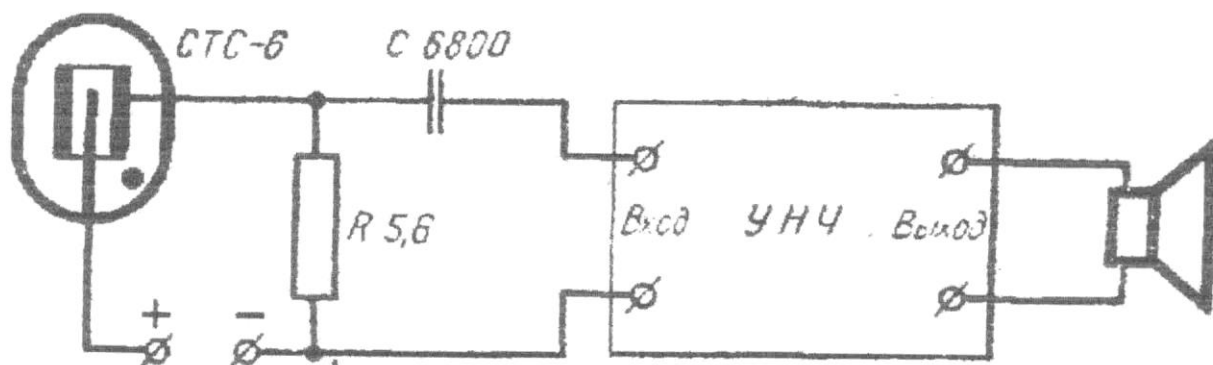 СТС-6
С 6800
R 5,6
Вход
УНЧ
Выход
+
−